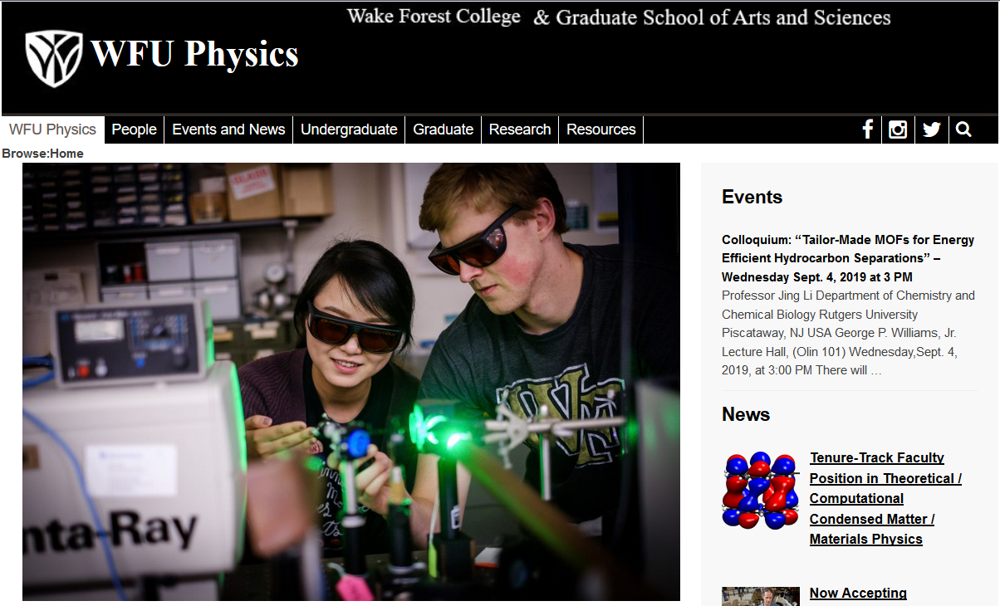 Wake Forest College & Graduate School of Arts and Sciences
WFU Physics
WFU Physics People Events and News Undergraduate Graduate Research Resources
Browse:Home
nta-Ray
WF
Events
Colloquium: “Tailor-Made MOFs for Energy
Efficient Hydrocarbon Separations” –
Wednesday Sept. 4, 2019 at 3 PM
Professor Jing Li Department of Chemistry and
Chemical Biology Rutgers University
Piscataway, NJ USA George P. Williams, Jr.
Lecture Hall, (Olin 101) Wednesday,Sept. 4,
2019, at 3:00 PM There will …
News
Tenure-Track Faculty
Position in Theoretical /
Computational
Condensed Matter /
Materials Physics
Now Accepting